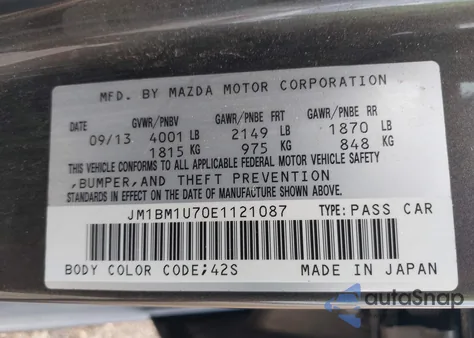 MFD. BY MAZDA MOTOR CORPORATION
DATE GVWR/PNBV GAWR/PNBE FRT GAWR/PNBE RR
09/13 4001 LB 2149 LB 1870 LB
1815 KG 975 KG 848 KG
THIS VEHICLE CONFORMS TO ALL APPLICABLE FEDERAL MOTOR VEHICLE SAFETY
,BUMPER,AND THEFT PREVENTION
STANDARDS IN EFFECT ON THE DATE OF MANUFACTURE SHOWN ABOVE.
JM1BM1U70E1121087 TYPE:PASS CAR
BODY COLOR CODE;42S MADE IN JAPAN
autoSnap